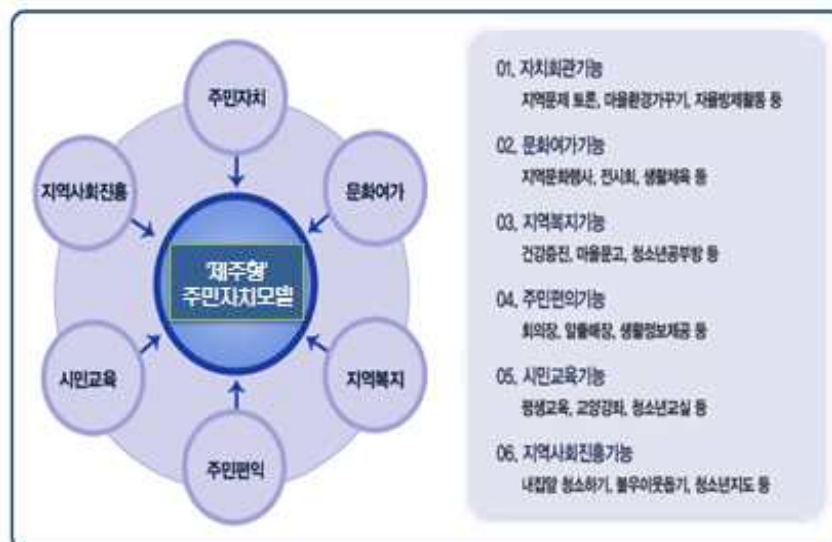 주민자치
지역사회진흥
문화여가
'제주형'
주민자치모델
시민교육
지역복지
주민편익
01. 자치회관기능
지역문제 토론, 마을환경가꾸기, 자율방재활동 등
02. 문화여가기능
지역문화행사, 전시회, 생활체육 등
03. 지역복지기능
건강증진, 마을문고, 청소년공부방 등
04. 주민편의기능
회의장, 알뜰매장, 생활정보제공 등
05. 시민교육기능
평생교육, 교양강좌, 청소년교실 등
06. 지역사회진흥기능
내집앞 청소하기, 불우이웃돕기, 청소년지도 등